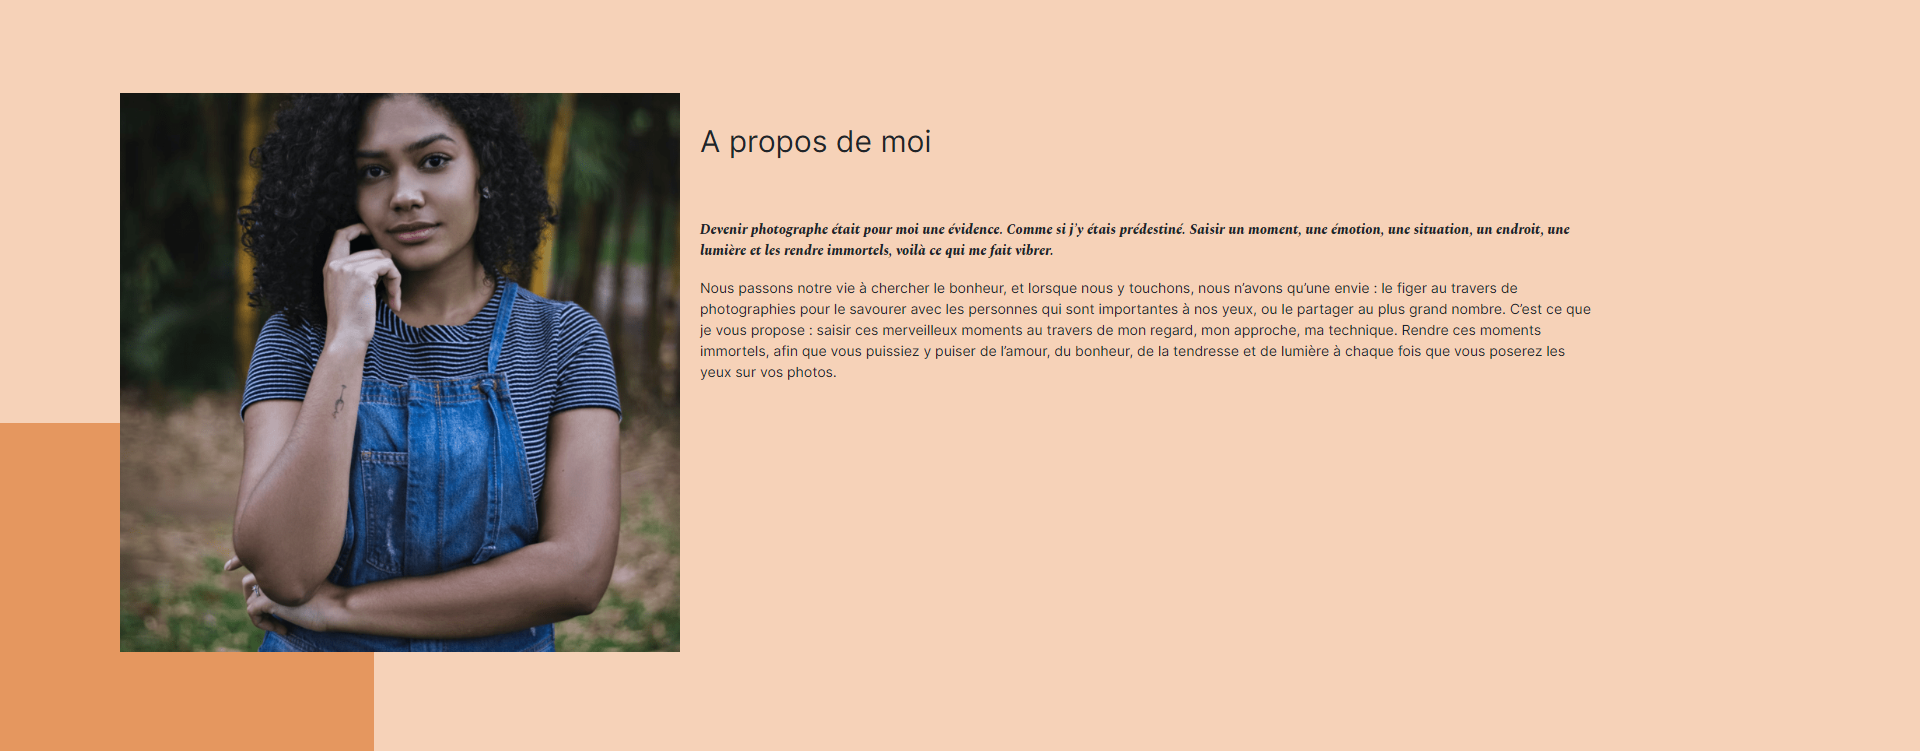 A propos de moi
Devenir photographe était pour moi une évidence. Comme si j'y étais prédestiné. Saisir un moment, une émotion, une situation, un endroit, une
lumière et les rendre immortels, voilà ce qui me fait vibrer.
Nous passons notre vie à chercher le bonheur, et lorsque nous y touchons, nous n’avons qu’une envie : le figer au travers de
photographies pour le savourer avec les personnes qui sont importantes à nos yeux, ou le partager au plus grand nombre. C’est ce que
je vous propose : saisir ces merveilleux moments au travers de mon regard, mon approche, ma technique. Rendre ces moments
immortels, afin que vous puissiez y puiser de l’amour, du bonheur, de la tendresse et de lumière à chaque fois que vous poserez les
yeux sur vos photos.